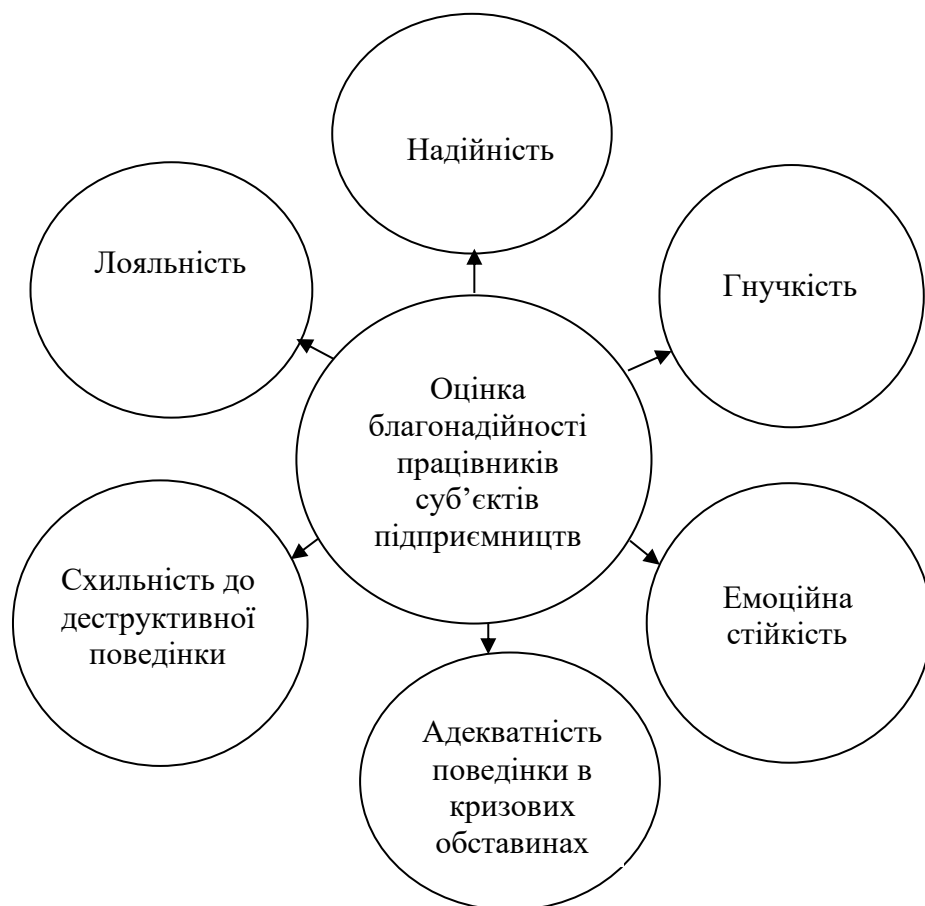 Надійність
Лояльність
Гнучкість
Оцінка
благонадійності
працівників
суб’єктів
підприємництв
Схильність до
деструктивної
поведінки
Емоційна
стійкість
Адекватність
поведінки в
кризових
обставинах